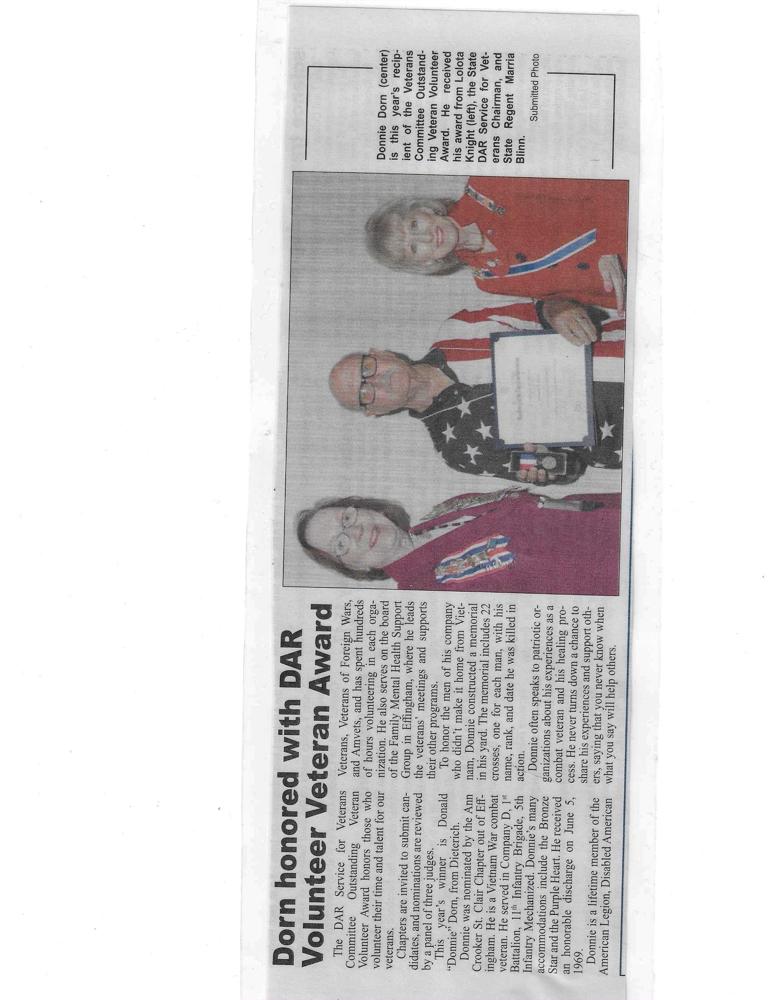 Dorn honored with DAR
Volunteer Veteran Award
The DAR Service for Veterans
Committee Outstanding Veteran
Volunteer Award honors those who
volunteer their time and talent for our
veterans.
Chapters are invited to submit can-
didates, and nominations are reviewed
by a panel of three judges.
This year's winner is Donald
“Donnie” Dorn, from Dieterich.
Donnie was nominated by the Ann
Crooker St. Clair Chapter out of Eff-
ingham. He is a Vietnam War combat
veteran. He served in Company D, 1st
Battalion, 11th Infantry Brigade, 5th
Infantry Mechanized. Donnie's many
accommodations include the Bronze
Star and the Purple Heart. He received
an honorable discharge on June 5,
1969.
Donnie is a lifetime member of the
American Legion, Disabled American
Veterans, Veterans of Foreign Wars,
and Amvets, and has spent hundreds
of hours volunteering in each orga-
nization. He also serves on the board
of the Family Mental Health Support
Group in Effingham, where he leads
the veterans' meetings and supports
their other programs.
To honor the men of his company
who didn't make it home from Viet-
nam, Donnie constructed a memorial
in his yard. The memorial includes 22
crosses, one for each man, with his
name, rank, and date he was killed in
action.
Donnie often speaks to patriotic or-
ganizations about his experiences as a
combat veteran and his healing pro-
cess. He never turns down a chance to
share his experiences and support oth-
ers, saying that you never know when
what you say will help others.
Donnie Dorn (center)
is this year's recip-
ient of the Veterans
Committee Outstand-
ing Veteran Volunteer
Award. He received
his award from Lolota
Knight (left), the State
DAR Service for Vet-
erans Chairman, and
State Regent Marria
Blinn.
Submitted Photo